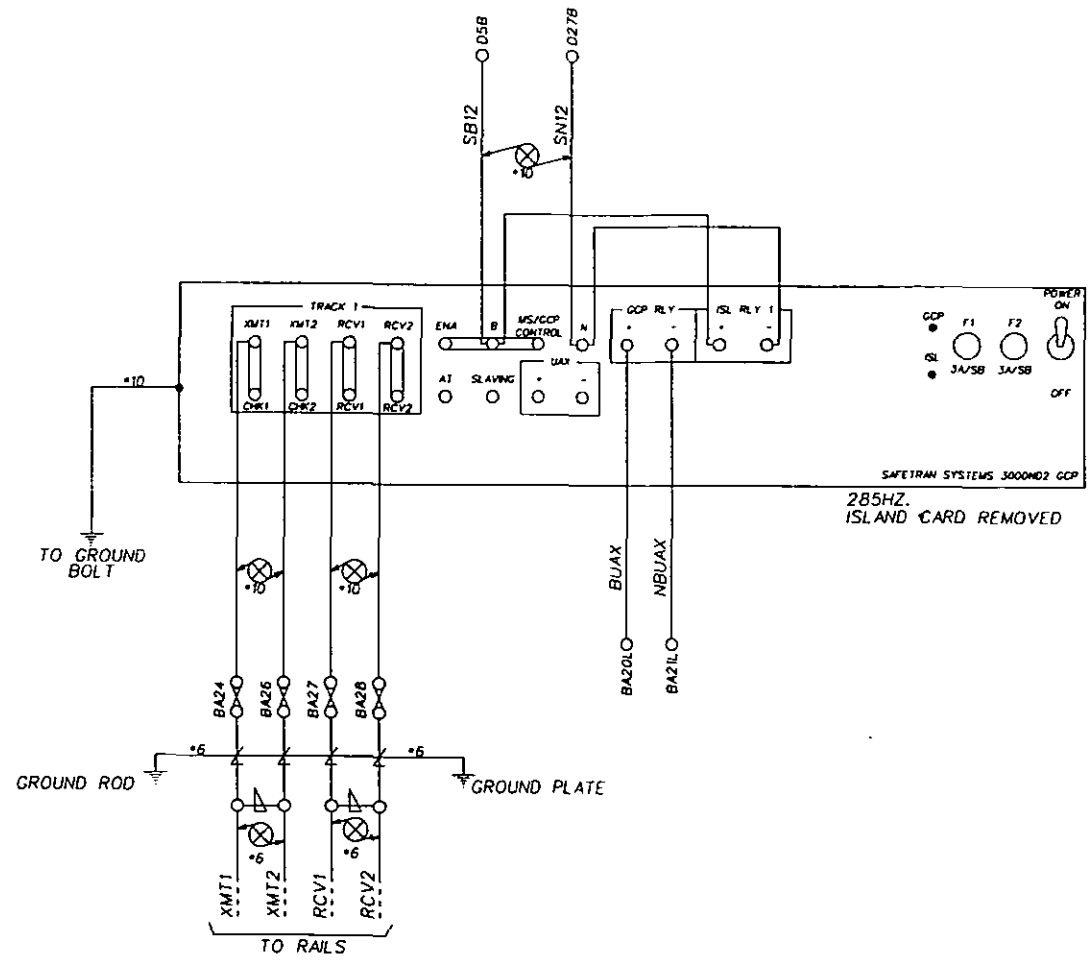 D5B
D27B
SB12
SN12
*10
TRACK 1
XMT1
XMT2
RCV1
RCV2
CHK1
CHK2
RCV1
RCV2
ENA
B
MS/GCP
CONTROL
N
AT
SLAVING
UAX
+
-
GCP RLY
+
-
ISL RLY 1
+
-
GCP
ISL
F1
3A/SB
F2
3A/SB
POWER
ON
OFF
SAFETRAN SYSTEMS 3000ND2 GCP
285HZ.
ISLAND CARD REMOVED
*10
TO GROUND
BOLT
*10
*10
BUAX
NBUAX
BA20L
BA21L
BA24
BA26
BA27
BA28
*6
*6
GROUND ROD
GROUND PLATE
*6
*6
XMT1
XMT2
RCV1
RCV2
TO RAILS